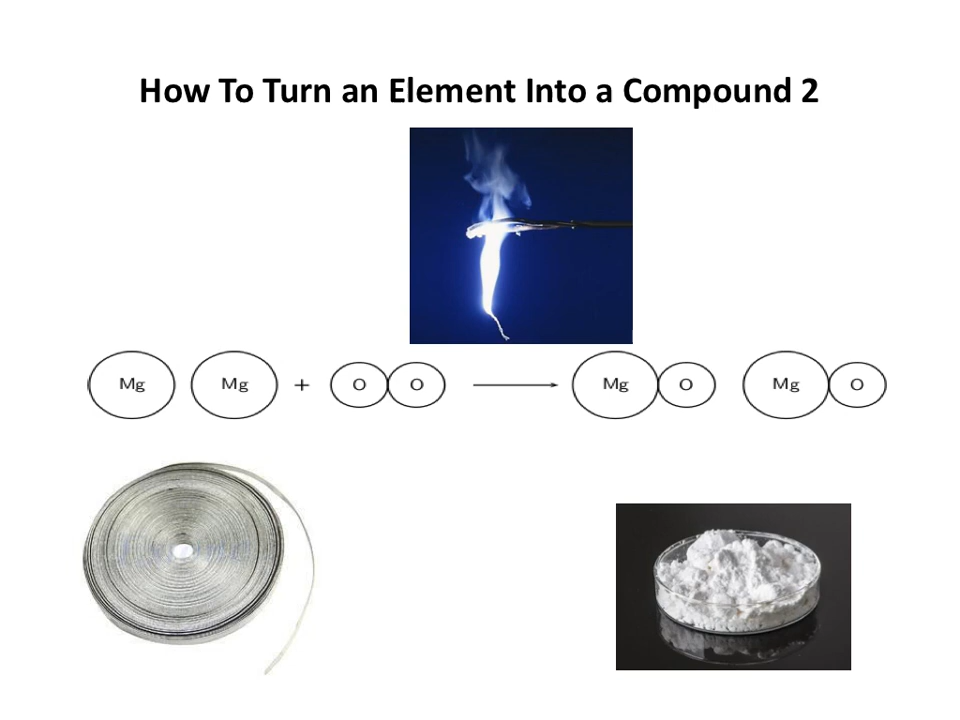 How To Turn an Element Into a Compound 2
Mg Mg + O O → Mg O Mg O